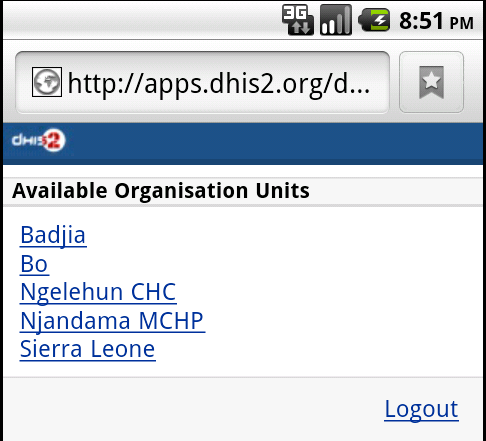 3G 8:51 PM
http://apps.dhis2.org/d...
dHIS2
Available Organisation Units
Badjia
Bo
Ngelehun CHC
Njandama MCHP
Sierra Leone
Logout